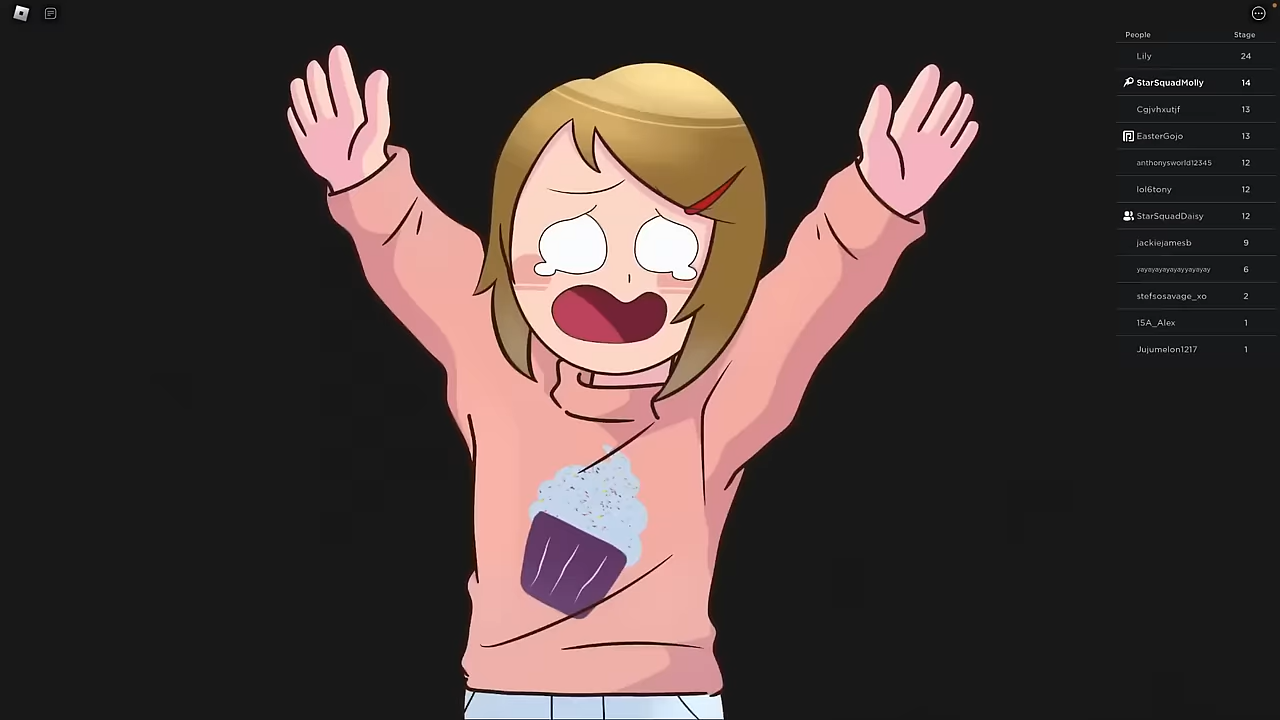 People Stage
Lily 24
StarSquadMolly 14
Cgjvhxutjf 13
EasterGojo 13
anthonysworld12345 12
lol6tony 12
StarSquadDaisy 12
jackiejamesb 9
yayayayayayayyayayay 6
stefsosavage_xo 2
15A_Alex 1
Jujumelon1217 1